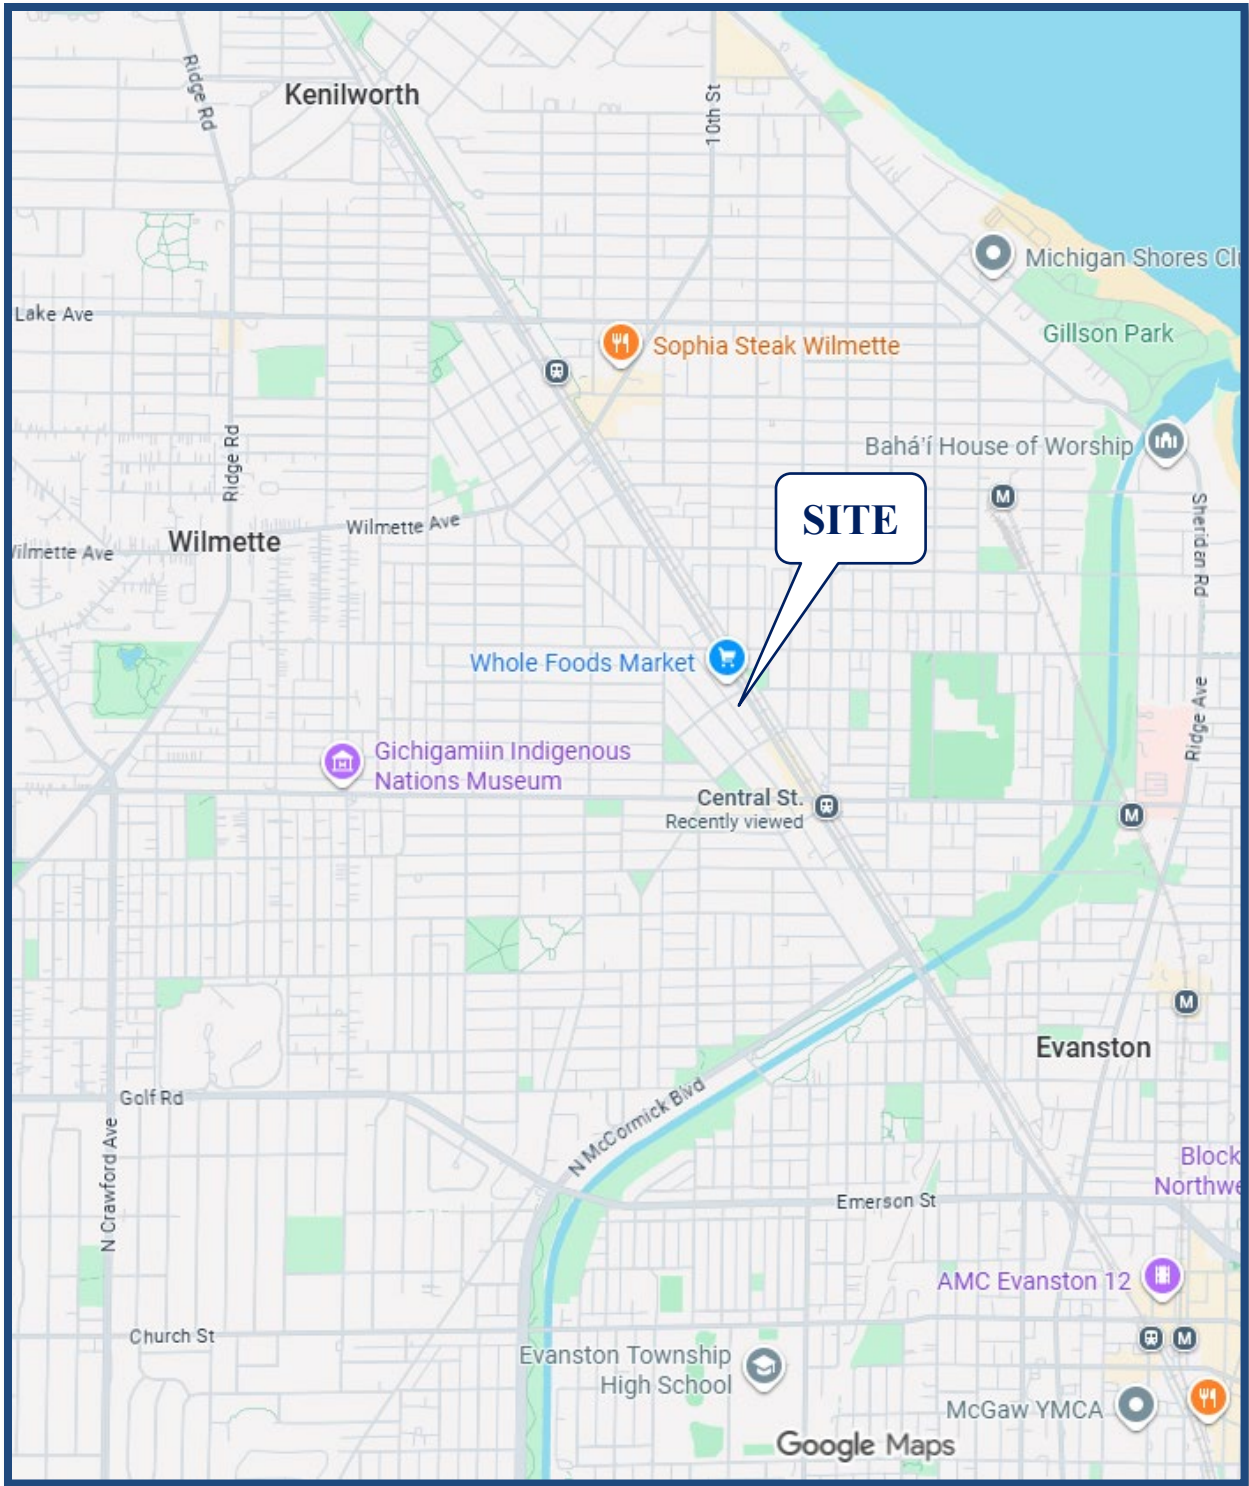 Ridge Rd
Kenilworth
10th St
Michigan Shores Cl
Lake Ave
Gillson Park
Sophia Steak Wilmette
Ridge Rd
Bahá'í House of Worship
M
Sheridan Rd
SITE
Wilmette Ave
Wilmette
ilmette Ave
Whole Foods Market
Ridge Ave
Gichigamiin Indigenous
Nations Museum
Central St.
Recently viewed
M
M
Evanston
Golf Rd
N McCormick Blvd
N Crawford Ave
Block
Northwe
Emerson St
AMC Evanston 12
Church St
M
Evanston Township
High School
McGaw YMCA
Google Maps